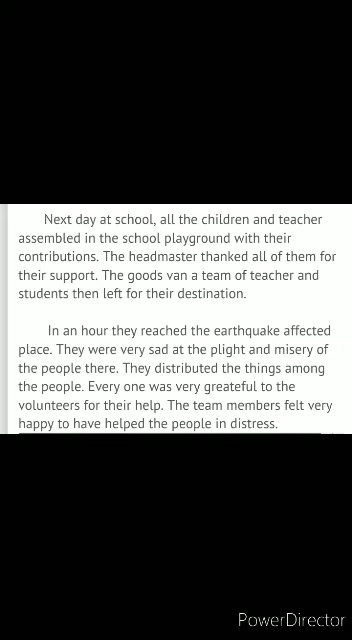 Next day at school, all the children and teacher
assembled in the school playground with their
contributions. The headmaster thanked all of them for
their support. The goods van a team of teacher and
students then left for their destination.
In an hour they reached the earthquake affected
place. They were very sad at the plight and misery of
the people there. They distributed the things among
the people. Every one was very greateful to the
volunteers for their help. The team members felt very
happy to have helped the people in distress.
PowerDirector